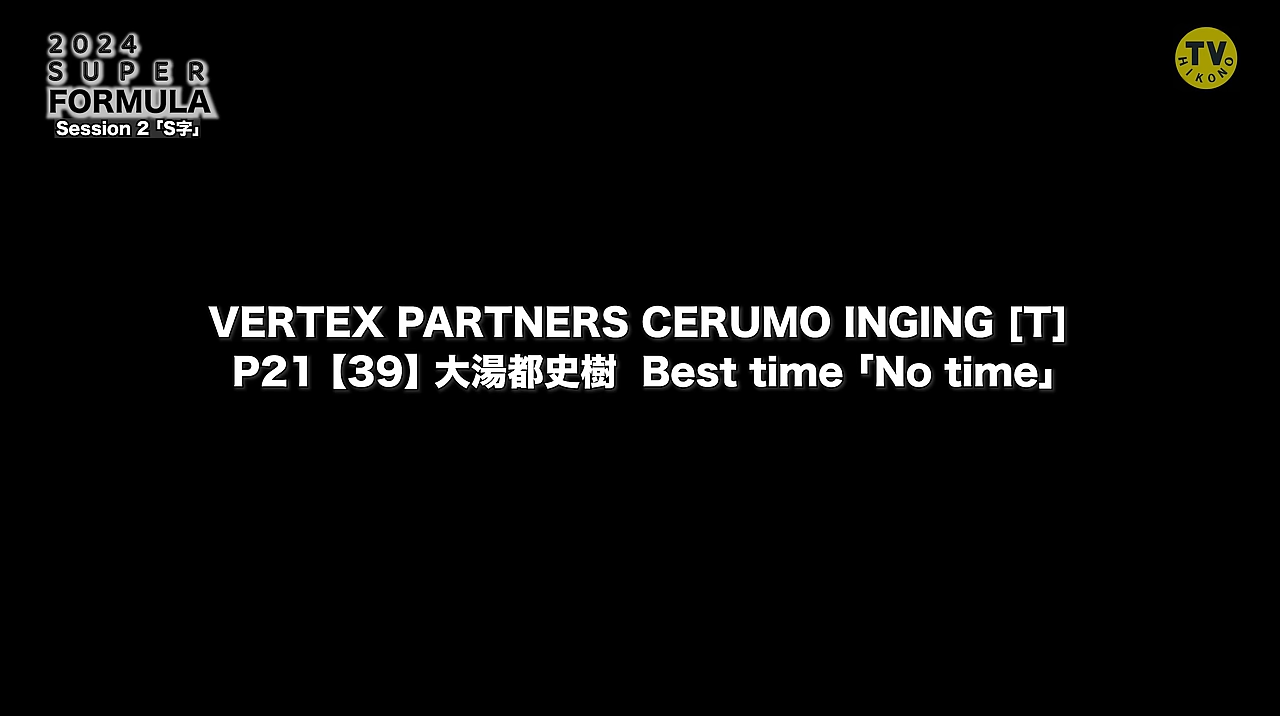 2024
SUPER
FORMULA
Session 2「S字」
TV
HIKONO
VERTEX PARTNERS CERUMO INGING [T]
P21【39】大湯都史樹 Best time「No time」